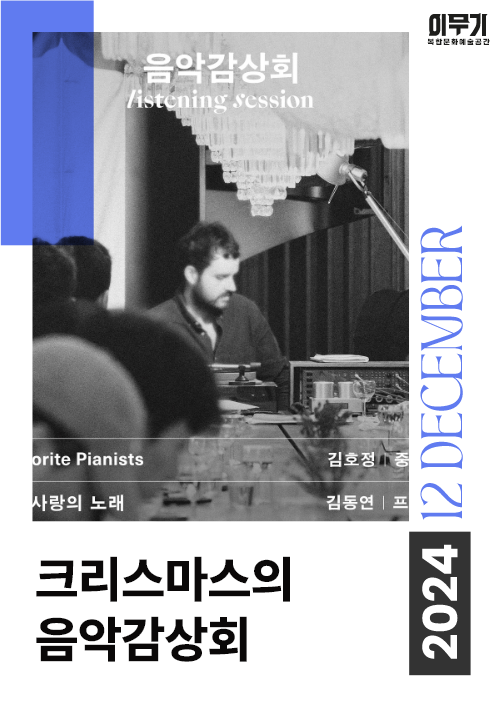 이무기
복합문화예술공간
음악감상회
listening session
orite Pianists
김호정 중
사랑의 노래
김동연 | 프
12 DECEMBER
2024
크리스마스의
음악감상회